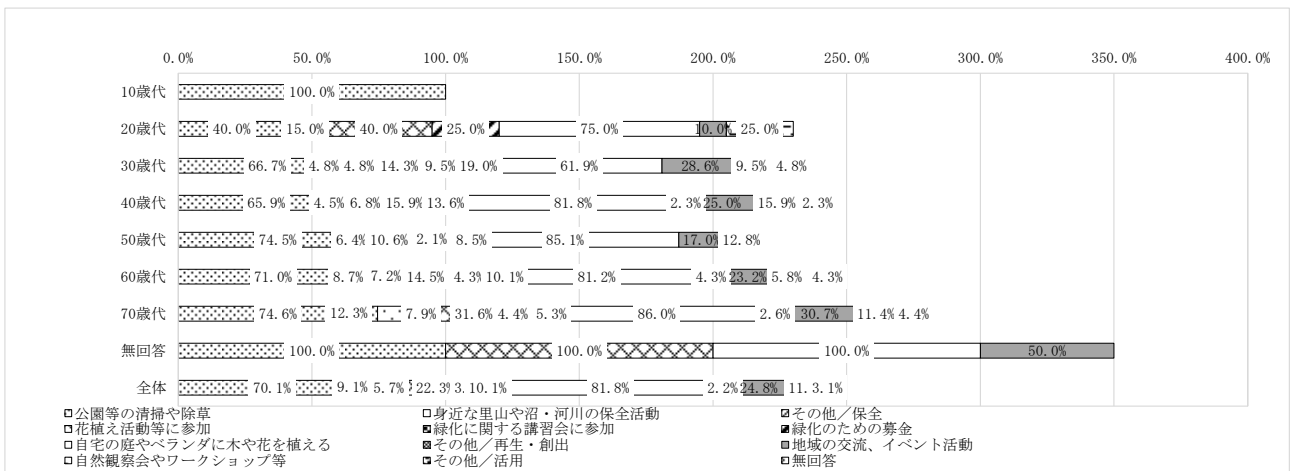 0.0% 50.0% 100.0% 150.0% 200.0% 250.0% 300.0% 350.0% 400.0%
10歳代 100.0%
20歳代 40.0% 15.0% 40.0% 25.0% 75.0% 10.0% 25.0%
30歳代 66.7% 4.8% 4.8% 14.3% 9.5% 19.0% 61.9% 28.6% 9.5% 4.8%
40歳代 65.9% 4.5% 6.8% 15.9% 13.6% 81.8% 2.3% 25.0% 15.9% 2.3%
50歳代 74.5% 6.4% 10.6% 2.1% 8.5% 85.1% 17.0% 12.8%
60歳代 71.0% 8.7% 7.2% 14.5% 4.3% 10.1% 81.2% 4.3% 23.2% 5.8% 4.3%
70歳代 74.6% 12.3% 7.9% 31.6% 4.4% 5.3% 86.0% 2.6% 30.7% 11.4% 4.4%
無回答 100.0% 100.0% 100.0% 50.0%
全体 70.1% 9.1% 5.7% 22.3% 3.10.1% 81.8% 2.2% 24.8% 11.3.1%
公園等の清掃や除草 身近な里山や沼・河川の保全活動 その他／保全
花植え活動等に参加 緑化に関する講習会に参加 緑化のための募金
自宅の庭やベランダに木や花を植える その他／再生・創出 地域の交流、イベント活動
自然観察会やワークショップ等 その他／活用 無回答